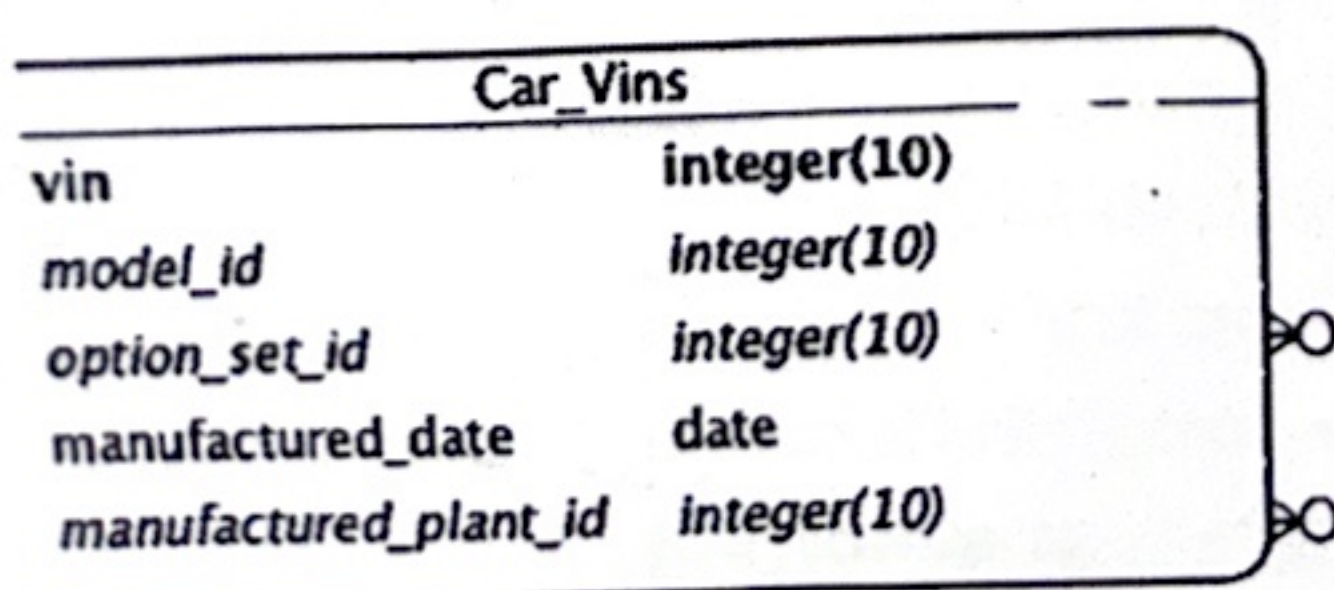 Car_Vins
vin integer(10)
model_id integer(10)
option_set_id integer(10)
manufactured_date date
manufactured_plant_id integer(10)